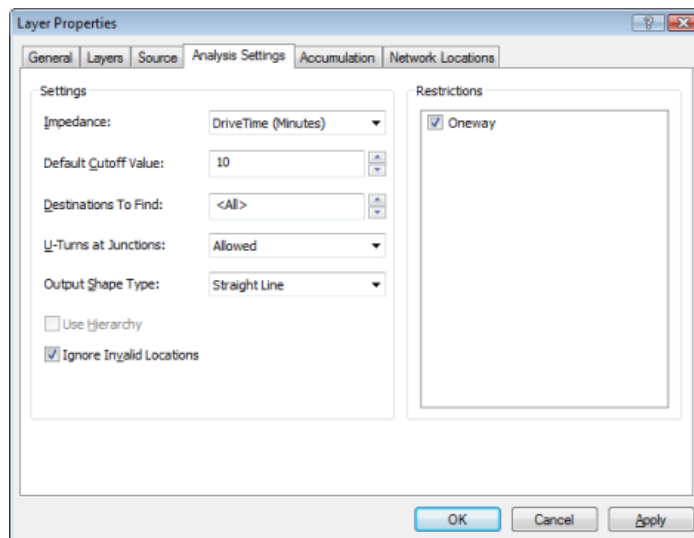 Layer Properties
General Layers Source Analysis Settings Accumulation Network Locations
Settings
Impedance: DriveTime (Minutes)
Default Cutoff Value: 10
Destinations To Find: <All>
U-Turns at Junctions: Allowed
Output Shape Type: Straight Line
Use Hierarchy
Ignore Invalid Locations
Restrictions
Oneway
OK Cancel Apply